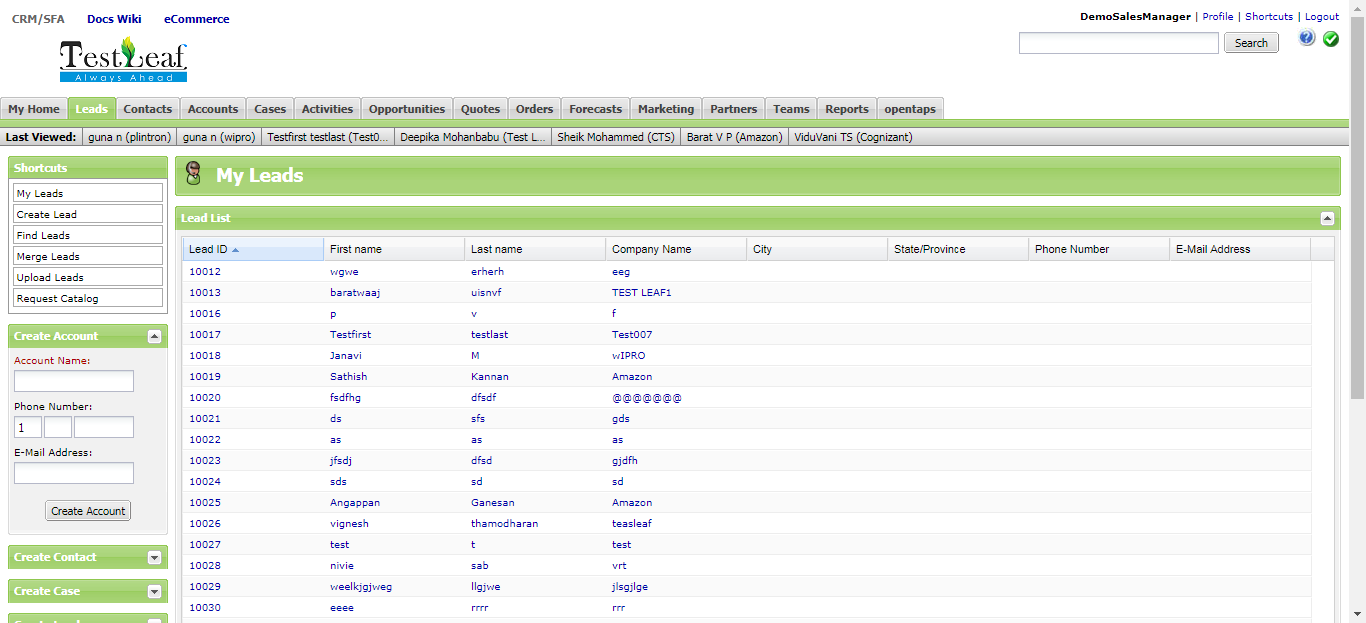 CRM/SFA Docs Wiki eCommerce
DemoSalesManager | Profile | Shortcuts | Logout
TestLeaf
Always Ahead
Search
My Home Leads Contacts Accounts Cases Activities Opportunities Quotes Orders Forecasts Marketing Partners Teams Reports opentaps
Last Viewed: guna n (plintron) guna n (wipro) Testfirst testlast (Test0... Deepika Mohanbabu (Test L... Sheik Mohammed (CTS) Barat V P (Amazon) ViduVani TS (Cognizant)
Shortcuts
My Leads
Create Lead
Find Leads
Merge Leads
Upload Leads
Request Catalog
Create Account
Account Name:
Phone Number:
1
E-Mail Address:
Create Account
Create Contact
Create Case
My Leads
Lead List
Lead ID First name Last name Company Name City State/Province Phone Number E-Mail Address
10012 wgwe erherh eeg
10013 baratwaaj uisnvf TEST LEAF1
10016 p v f
10017 Testfirst testlast Test007
10018 Janavi M wIPRO
10019 Sathish Kannan Amazon
10020 fsdfhg dfsdf @@@@@@@
10021 ds sfs gds
10022 as as as
10023 jfsdj dfsd gjdfh
10024 sds sd sd
10025 Angappan Ganesan Amazon
10026 vignesh thamodharan teasleaf
10027 test t test
10028 nivie sab vrt
10029 weelkjgjweg llgjwe jlsgjlge
10030 eeee rrrr rrr